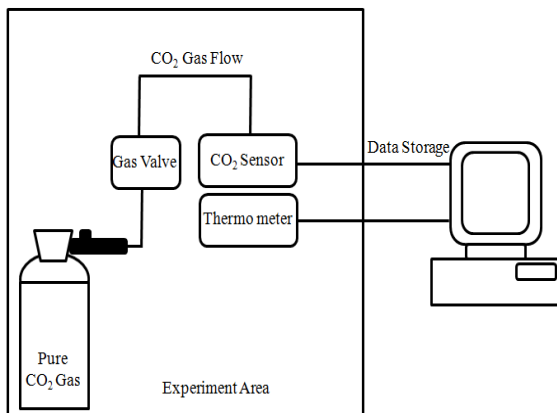 CO₂ Gas Flow
Gas Valve
CO₂ Sensor
Data Storage
Thermo meter
Pure
CO₂ Gas
Experiment Area